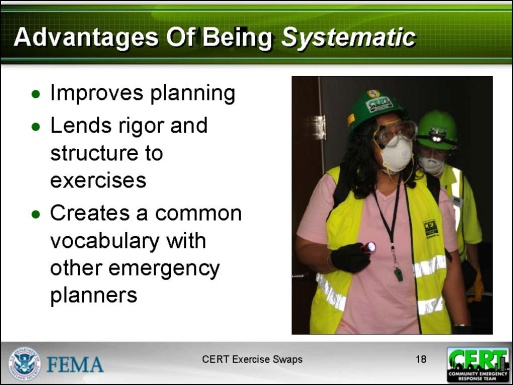 Advantages Of Being Systematic
Improves planning
Lends rigor and
structure to
exercises
Creates a common
vocabulary with
other emergency
planners
CERT
FEMA
CERT Exercise Swaps
18
CERT
COMMUNITY EMERGENCY
RESPONSE TEAM